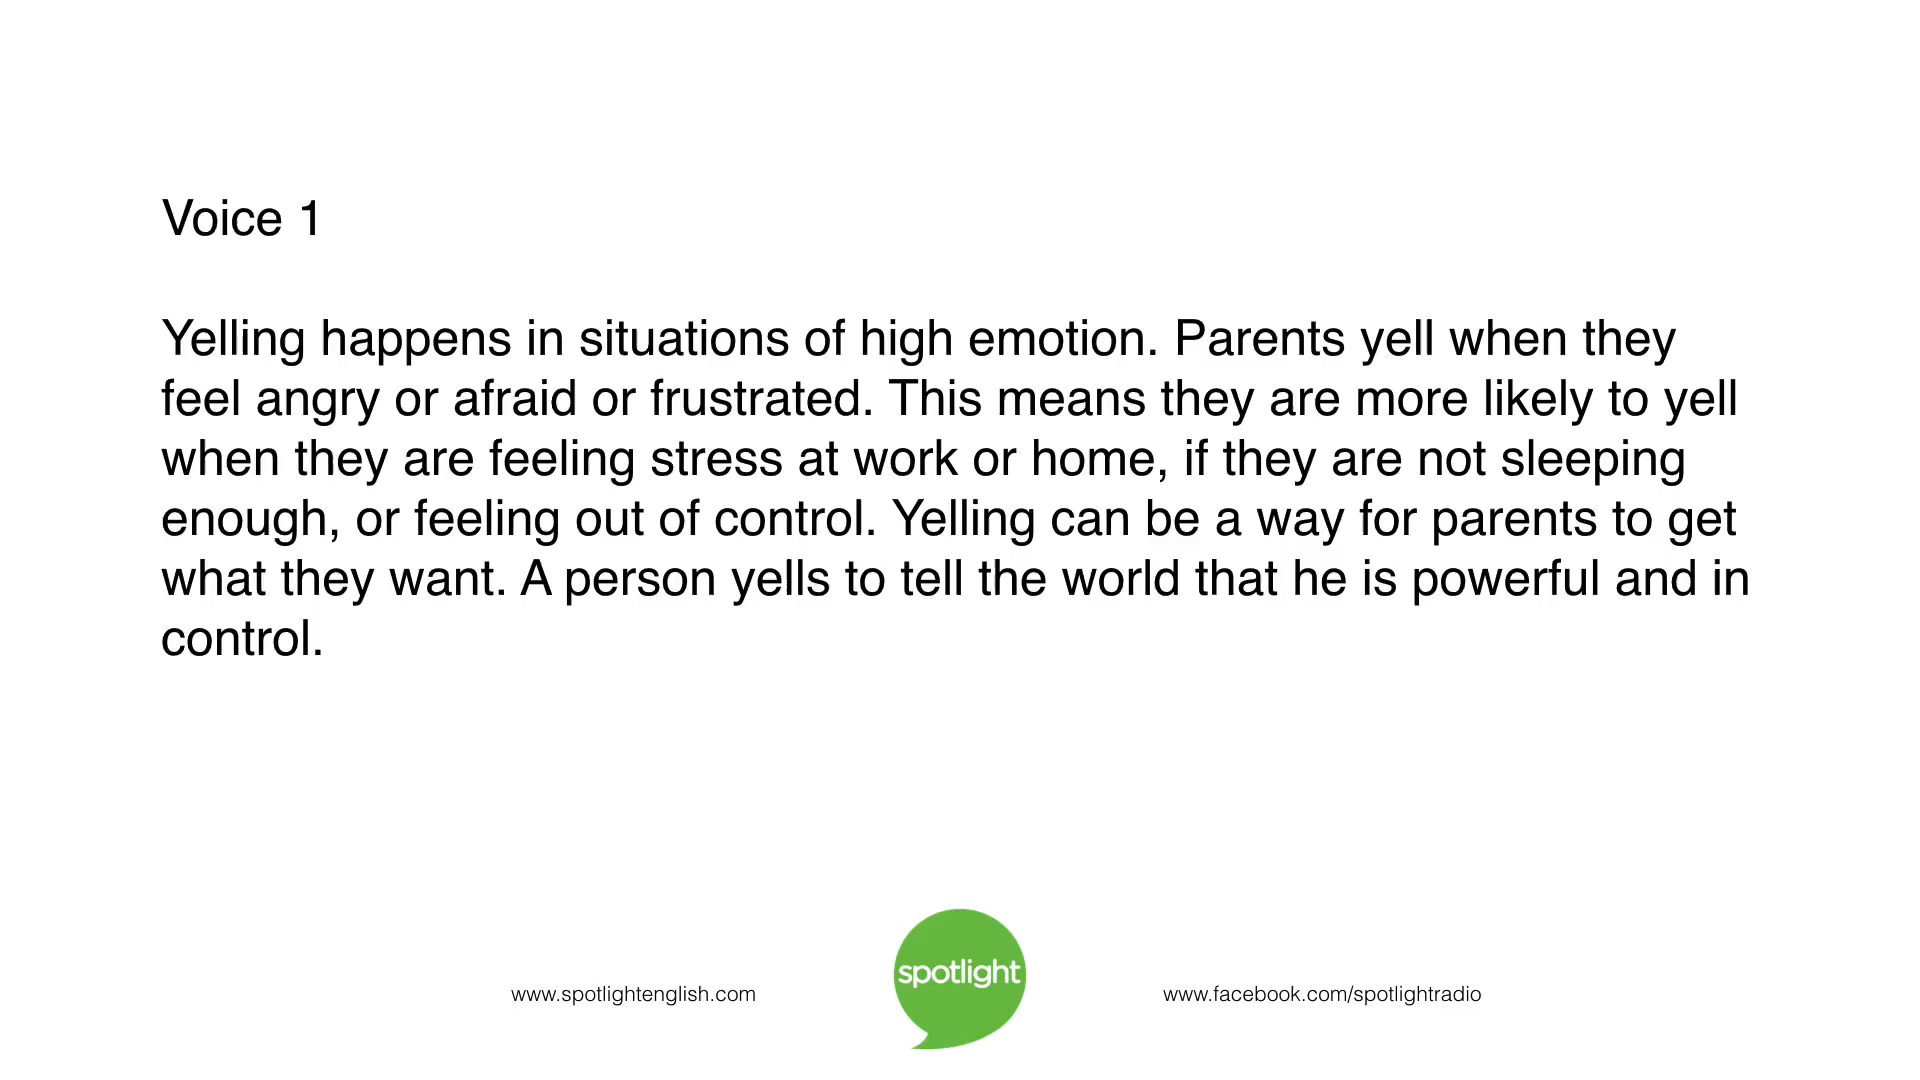 Voice 1
Yelling happens in situations of high emotion. Parents yell when they
feel angry or afraid or frustrated. This means they are more likely to yell
when they are feeling stress at work or home, if they are not sleeping
enough, or feeling out of control. Yelling can be a way for parents to get
what they want. A person yells to tell the world that he is powerful and in
control.
spotlight
www.spotlightenglish.com
www.facebook.com/spotlightradio